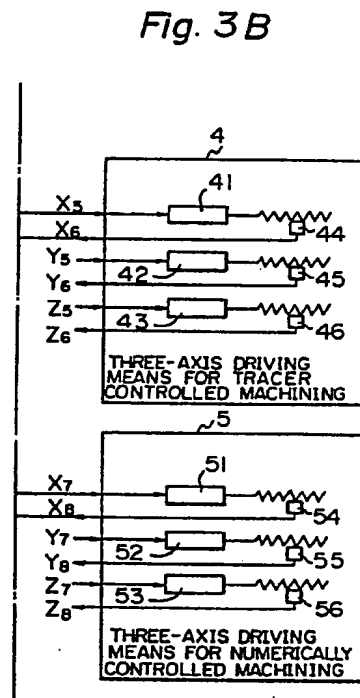 Fig. 3B
4
X5
41
X6
44
Y5
42
45
Y6
Z5
43
46
Z6
THREE-AXIS DRIVING
MEANS FOR TRACER
CONTROLLED MACHINING
5
X7
51
X8
54
Y7
52
55
Y8
Z7
53
56
Z8
THREE-AXIS DRIVING
MEANS FOR NUMERICALLY
CONTROLLED MACHINING